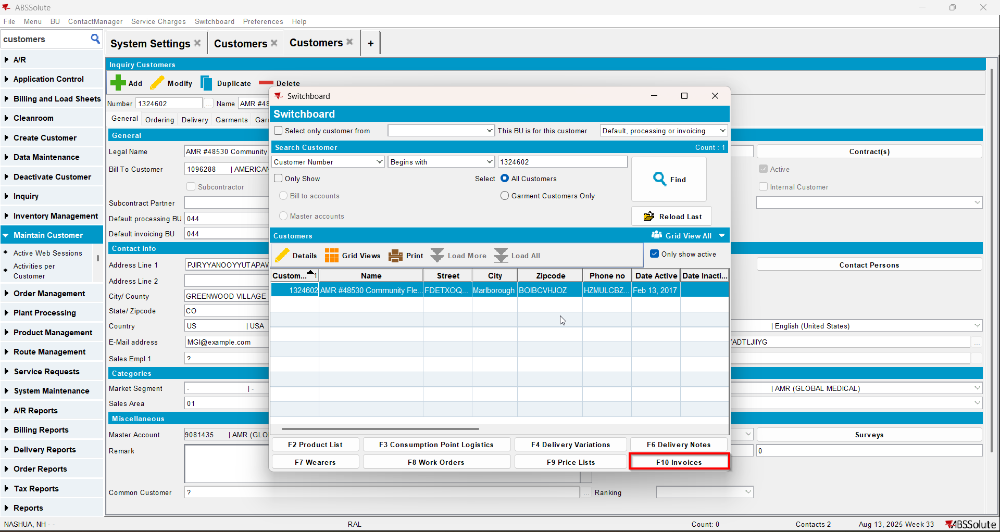 ABSSolute
File Menu BU ContactManager Service Charges Switchboard Preferences Help
customers
System Settings
Customers
Customers
+
A/R
Application Control
Billing and Load Sheets
Cleanroom
Create Customer
Data Maintenance
Deactivate Customer
Inquiry
Inventory Management
Maintain Customer
Active Web Sessions
Activities per
Customer
Order Management
Plant Processing
Product Management
Route Management
Service Requests
System Maintenance
A/R Reports
Billing Reports
Delivery Reports
Order Reports
Tax Reports
Reports
Inquiry Customers
Add Modify Duplicate Delete
Number 1324602 ... Name AMR #48
General Ordering Delivery Garments Gar
General
Legal Name AMR #48530 Community
Contract(s)
Bill To Customer 1096288 | AMERICAN
Active
Subcontractor
Internal Customer
Subcontract Partner
Default processing BU 044
Default invoicing BU 044
Contact info
Address Line 1 PJIRYYANOOYYUTAPAW
Contact Persons
Address Line 2
City/ County GREENWOOD VILLAGE
State/ Zipcode CO
Country US | USA
| English (United States)
E-Mail address MGI@example.com
ADTLJIIYG
...
Sales Empl.1 ?
...
Categories
Market Segment - | -
| AMR (GLOBAL MEDICAL)
Sales Area 01
Miscellaneous
Master Account 9081435 | AMR (GLO
Surveys
Remark
0
Common Customer ? ... Ranking
Switchboard
Switchboard
Select only customer from
This BU is for this customer Default, processing or invoicing
Search Customer Count : 1
Customer Number Begins with 1324602
Find
Only Show Select All Customers
Bill to accounts Garment Customers Only
Master accounts
Reload Last
Customers Grid View All
Details Grid Views Print Load More Load All Only show active
Custom... 1 Name Street City Zipcode Phone no Date Active Date Inacti...
1324602 AMR #48530 Community Fle... FDETXOQ... Marlborough BOIBCVHJOZ HZMULCBZ... Feb 13, 2017
F2 Product List F3 Consumption Point Logistics F4 Delivery Variations F6 Delivery Notes
F7 Wearers F8 Work Orders F9 Price Lists F10 Invoices
NASHUA, NH - - RAL Count: 0 Contacts 2 Aug 13, 2025 Week 33 ABSSolute